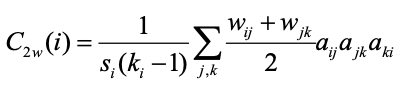 C_{2w}(i) = \frac{1}{s_i(k_i - 1)} \sum_{j,k} \frac{w_{ij} + w_{jk}}{2} a_{ij} a_{jk} a_{ki}